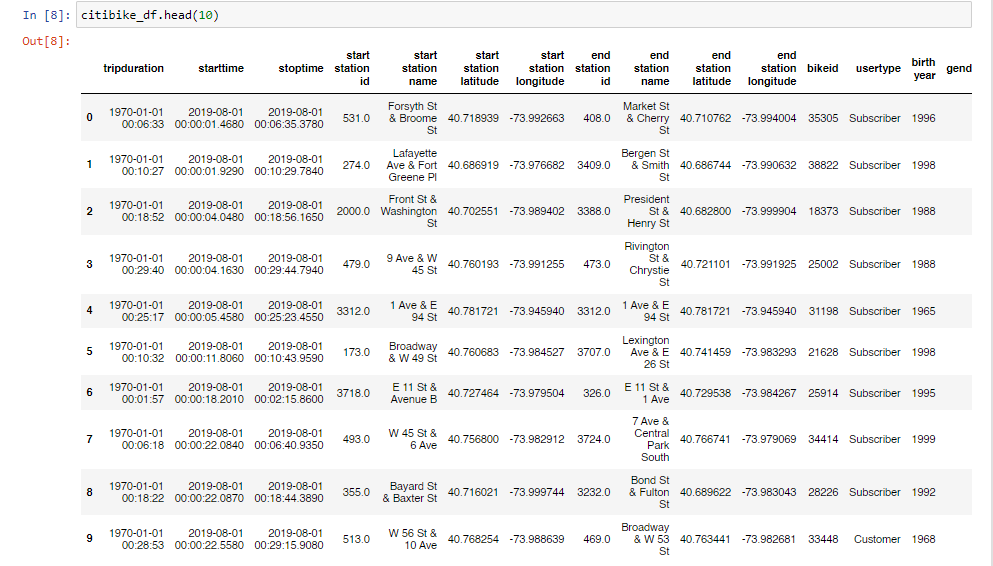 In [8]: citibike_df.head(10)
Out[8]:
tripduration starttime stoptime start station id start station name start station latitude start station longitude end station id end station name end station latitude end station longitude bikeid usertype birth year gend
0 1970-01-01 00:06:33 2019-08-01 00:00:01.4680 2019-08-01 00:06:35.3780 531.0 Forsyth St & Broome St 40.718939 -73.992663 408.0 Market St & Cherry St 40.710762 -73.994004 35305 Subscriber 1996
1 1970-01-01 00:10:27 2019-08-01 00:00:01.9290 2019-08-01 00:10:29.7840 274.0 Lafayette Ave & Fort Greene Pl 40.686919 -73.976682 3409.0 Bergen St & Smith St 40.686744 -73.990632 38822 Subscriber 1998
2 1970-01-01 00:18:52 2019-08-01 00:00:04.0480 2019-08-01 00:18:56.1650 2000.0 Front St & Washington St 40.702551 -73.989402 3388.0 President St & Henry St 40.682800 -73.999904 18373 Subscriber 1988
3 1970-01-01 00:29:40 2019-08-01 00:00:04.1630 2019-08-01 00:29:44.7940 479.0 9 Ave & W 45 St 40.760193 -73.991255 473.0 Rivington St & Chrystie St 40.721101 -73.991925 25002 Subscriber 1988
4 1970-01-01 00:25:17 2019-08-01 00:00:05.4580 2019-08-01 00:25:23.4550 3312.0 1 Ave & E 94 St 40.781721 -73.945940 3312.0 1 Ave & E 94 St 40.781721 -73.945940 31198 Subscriber 1965
5 1970-01-01 00:10:32 2019-08-01 00:00:11.8060 2019-08-01 00:10:43.9590 173.0 Broadway & W 49 St 40.760683 -73.984527 3707.0 Lexington Ave & E 26 St 40.741459 -73.983293 21628 Subscriber 1998
6 1970-01-01 00:01:57 2019-08-01 00:00:18.2010 2019-08-01 00:02:15.8600 3718.0 E 11 St & Avenue B 40.727464 -73.979504 326.0 E 11 St & 1 Ave 40.729538 -73.984267 25914 Subscriber 1995
7 1970-01-01 00:06:18 2019-08-01 00:00:22.0840 2019-08-01 00:06:40.9350 493.0 W 45 St & 6 Ave 40.756800 -73.982912 3724.0 7 Ave & Central Park South 40.766741 -73.979069 34414 Subscriber 1999
8 1970-01-01 00:18:22 2019-08-01 00:00:22.0870 2019-08-01 00:18:44.3890 355.0 Bayard St & Baxter St 40.716021 -73.999744 3232.0 Bond St & Fulton St 40.689622 -73.983043 28226 Subscriber 1992
9 1970-01-01 00:28:53 2019-08-01 00:00:22.5580 2019-08-01 00:29:15.9080 513.0 W 56 St & 10 Ave 40.768254 -73.988639 469.0 Broadway & W 53 St 40.763441 -73.982681 33448 Customer 1968